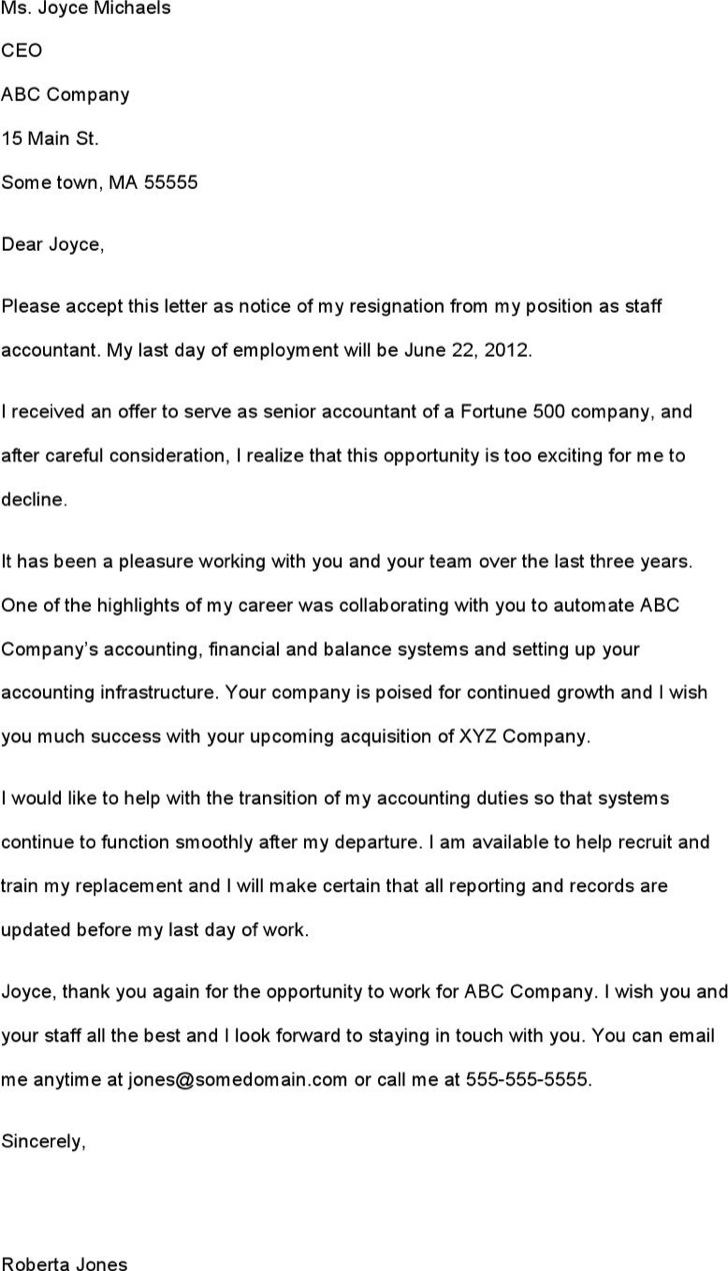 Ms. Joyce Michaels
CEO
ABC Company
15 Main St.
Some town, MA 55555
Dear Joyce,
Please accept this letter as notice of my resignation from my position as staff
accountant. My last day of employment will be June 22, 2012.
I received an offer to serve as senior accountant of a Fortune 500 company, and
after careful consideration, I realize that this opportunity is too exciting for me to
decline.
It has been a pleasure working with you and your team over the last three years.
One of the highlights of my career was collaborating with you to automate ABC
Company’s accounting, financial and balance systems and setting up your
accounting infrastructure. Your company is poised for continued growth and I wish
you much success with your upcoming acquisition of XYZ Company.
I would like to help with the transition of my accounting duties so that systems
continue to function smoothly after my departure. I am available to help recruit and
train my replacement and I will make certain that all reporting and records are
updated before my last day of work.
Joyce, thank you again for the opportunity to work for ABC Company. I wish you and
your staff all the best and I look forward to staying in touch with you. You can email
me anytime at jones@somedomain.com or call me at 555-555-5555.
Sincerely,
Roberta Jones